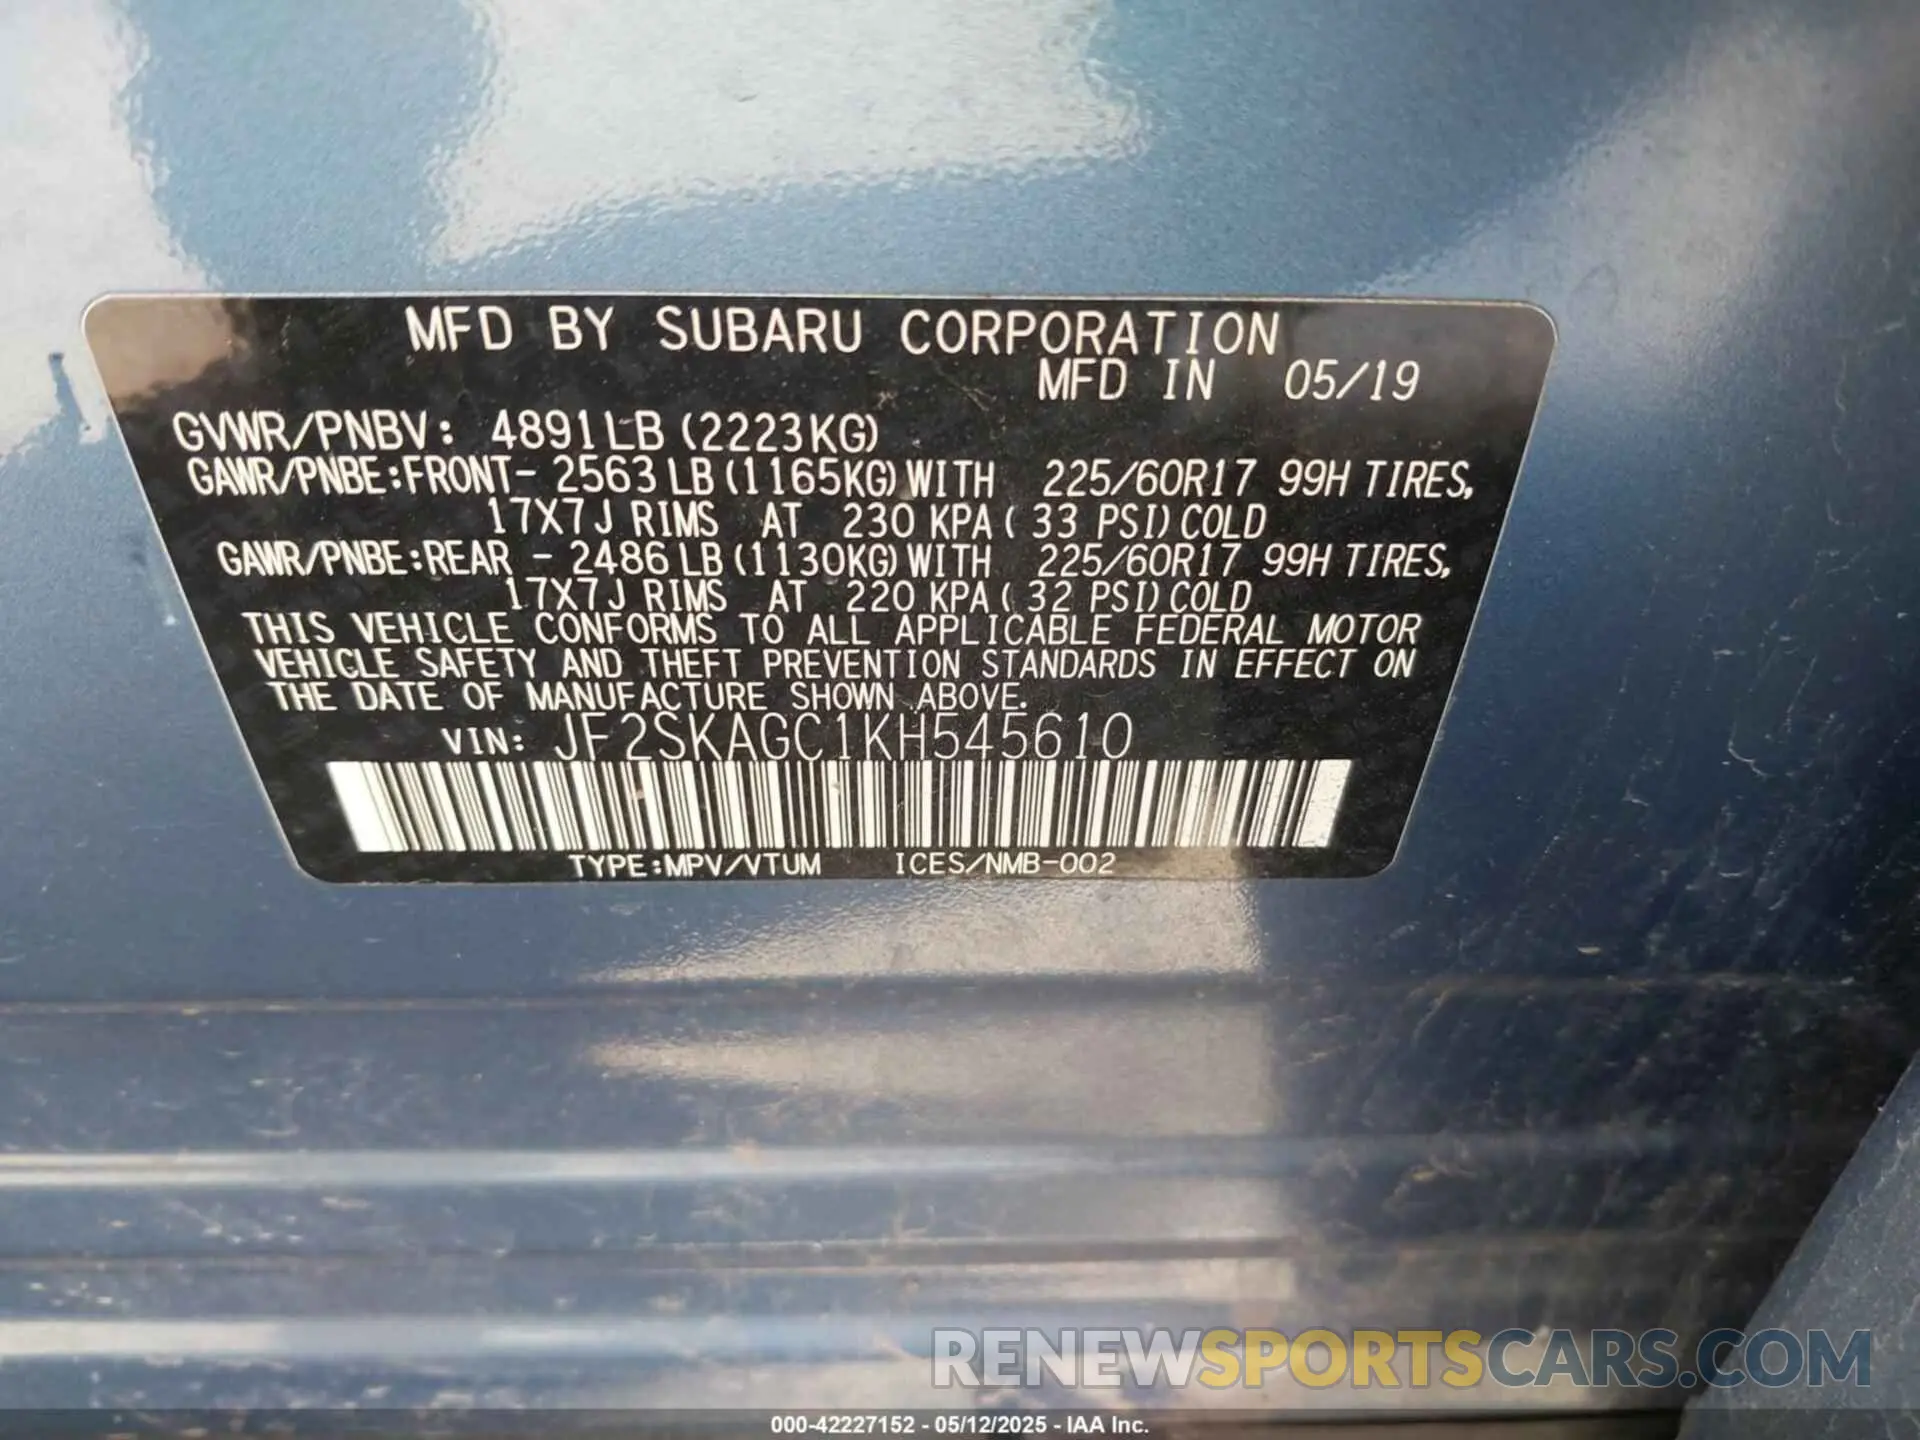 MFD BY SUBARU CORPORATION
MFD IN 05/19
GVWR/PNBV: 4891LB (2223KG)
GAWR/PNBE:FRONT- 2563 LB (1165KG) WITH 225/60R17 99H TIRES,
17X7J RIMS AT 230 KPA ( 33 PSI) COLD
GAWR/PNBE:REAR - 2486 LB (1130KG) WITH 225/60R17 99H TIRES,
17X7J RIMS AT 220 KPA ( 32 PSI) COLD
THIS VEHICLE CONFORMS TO ALL APPLICABLE FEDERAL MOTOR
VEHICLE SAFETY AND THEFT PREVENTION STANDARDS IN EFFECT ON
THE DATE OF MANUFACTURE SHOWN ABOVE.
VIN: JF2SKAGC1KH545610
TYPE:MPV/VTUM ICES/NMB-002
RENEWSPORTSCARS.COM
000-42227152 - 05/12/2025 - IAA Inc.